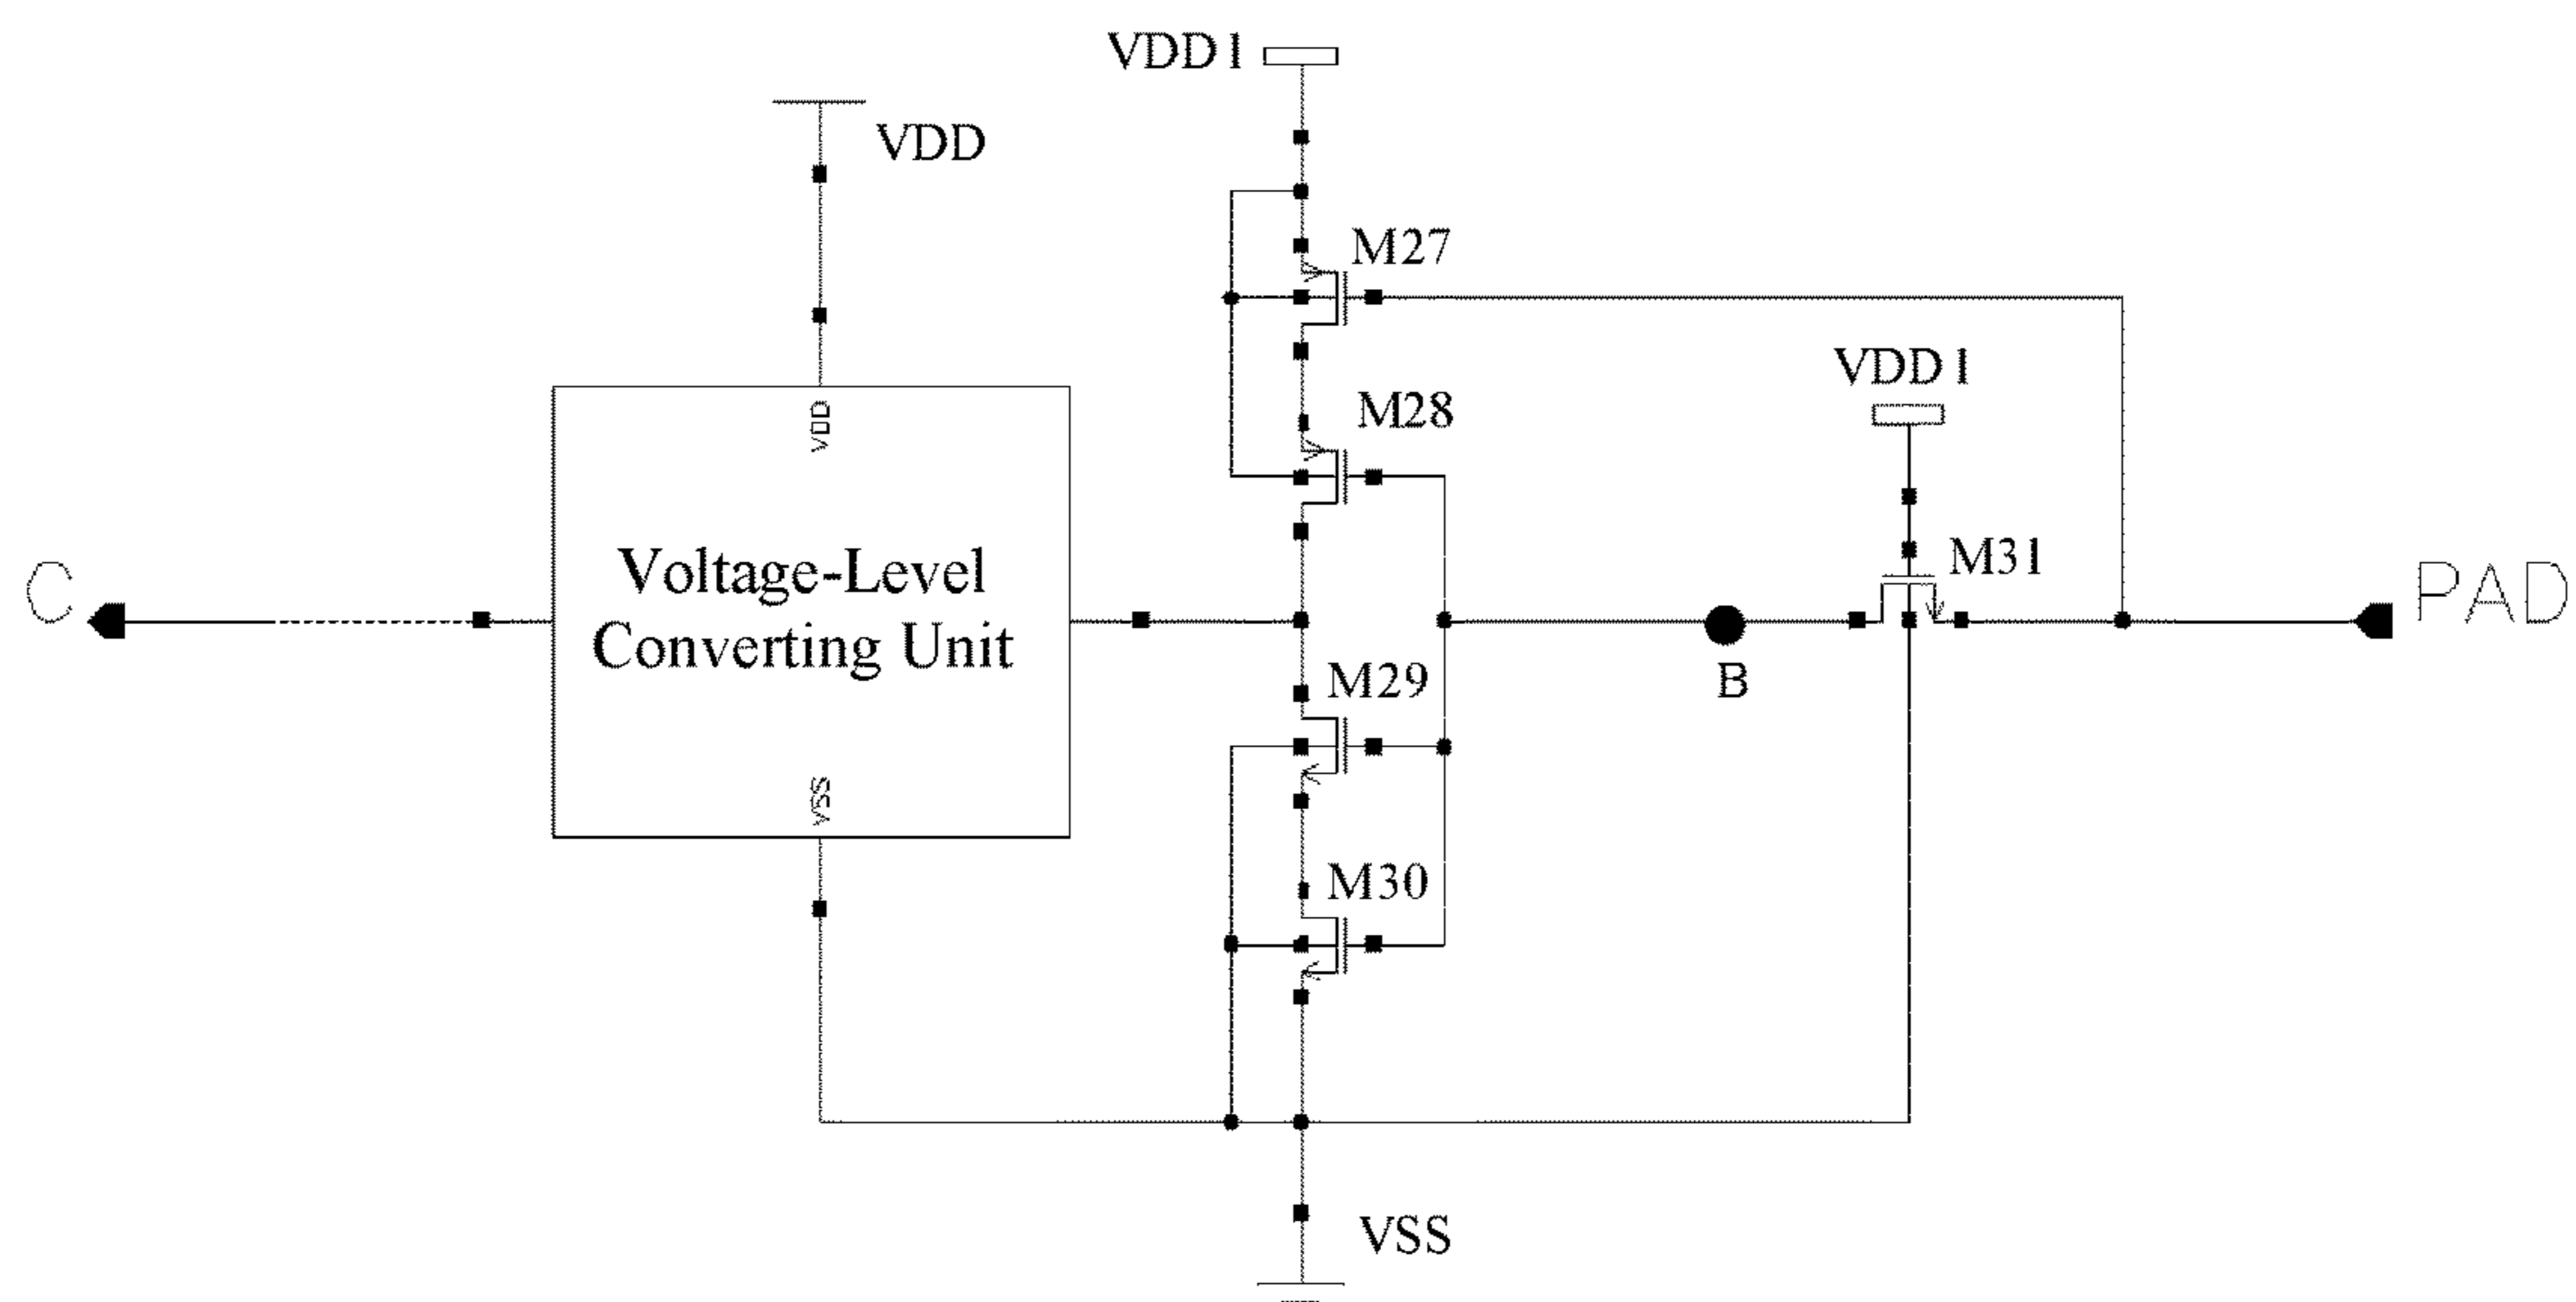 VDD1
VDD
M27
VDD1
M28
VDD
M31
C
Voltage-Level
Converting Unit
PAD
B
M29
VSS
M30
VSS